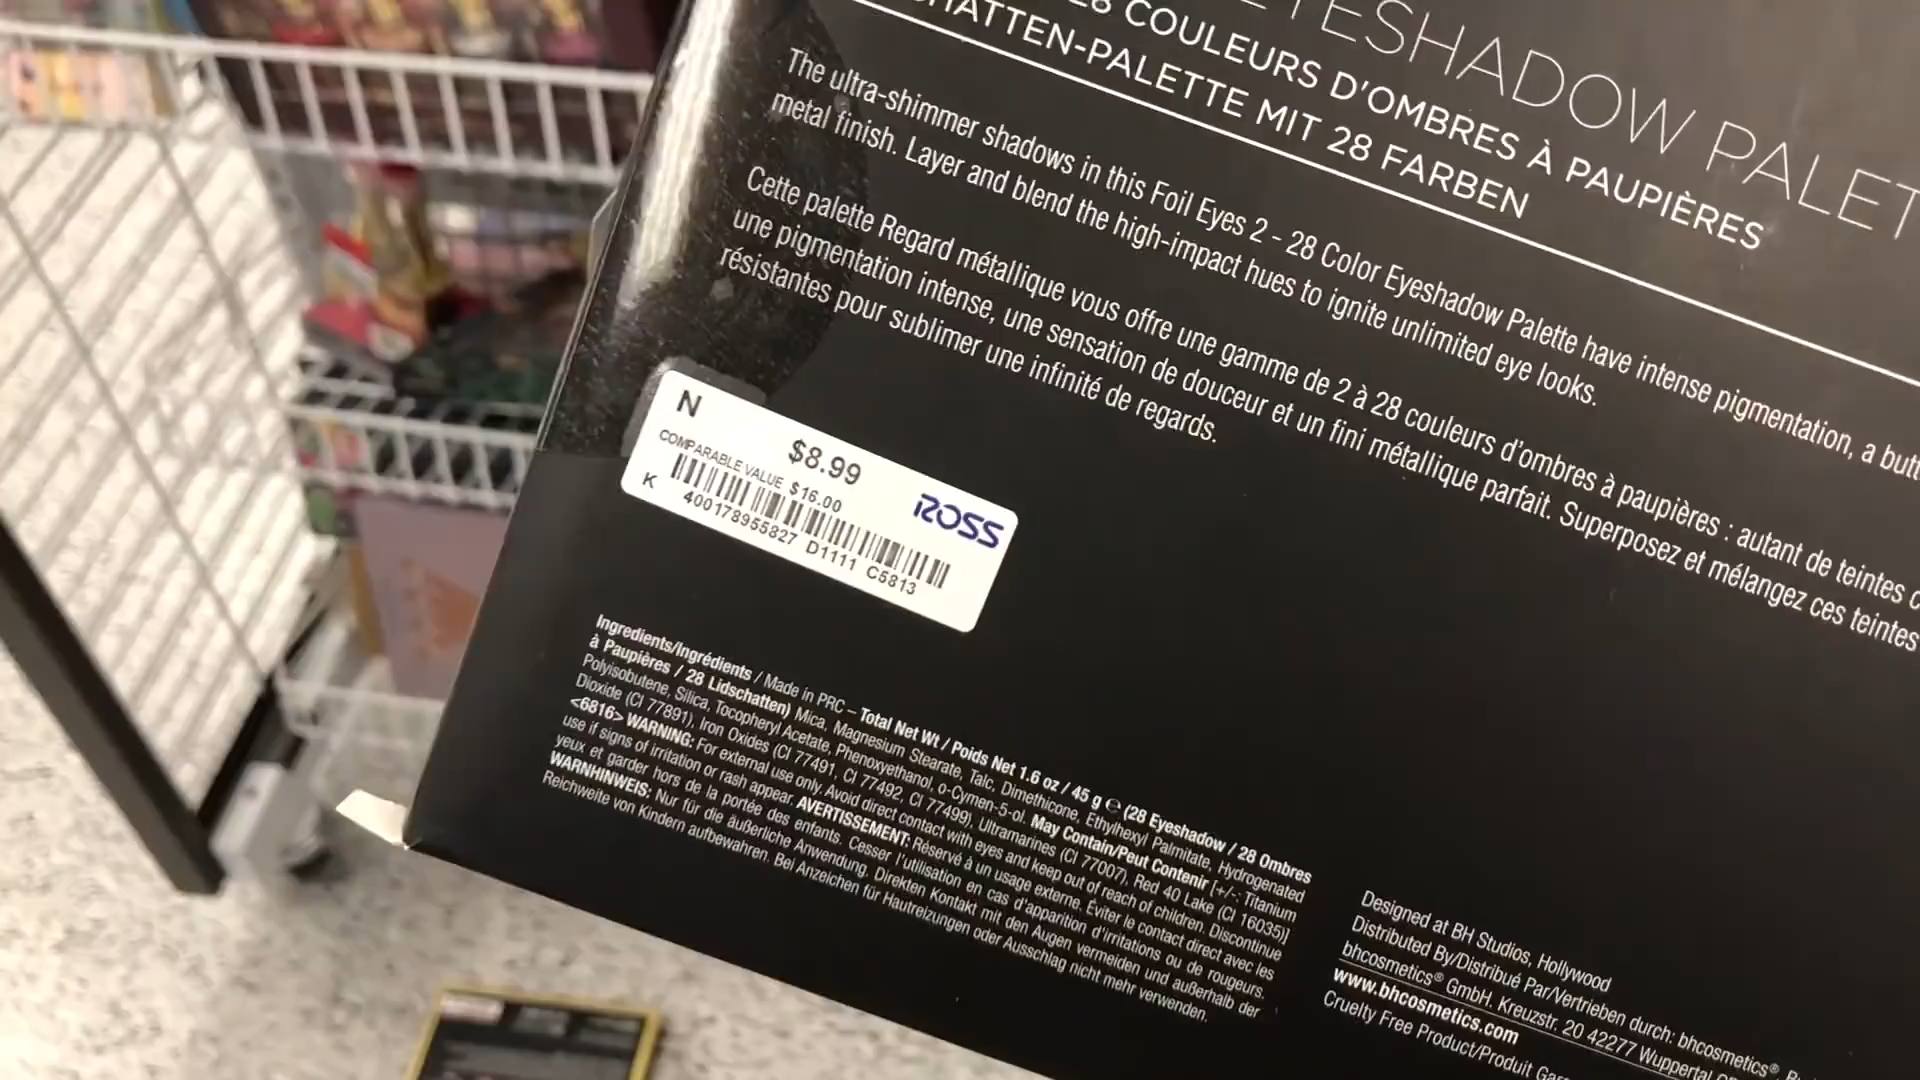 EYESHADOW PALET
28 COULEURS D'OMBRES À PAUPIÈRES
HATTEN-PALETTE MIT 28 FARBEN
The ultra-shimmer shadows in this Foil Eyes 2 - 28 Color Eyeshadow Palette have intense pigmentation, a butt
metal finish. Layer and blend the high-impact hues to ignite unlimited eye looks.
Cette palette Regard métallique vous offre une gamme de 2 à 28 couleurs d'ombres à paupières : autant de teintes
une pigmentation intense, une sensation de douceur et un fini métallique parfait. Superposez et mélangez ces teintes
résistantes pour sublimer une infinité de regards.
N
$8.99
COMPARABLE VALUE $16.00
ROSS
K
400178955827 D1111 C5813
Ingredients/Ingrédients / Made in PRC – Total Net Wt / Poids Net 1.6 oz / 45 g ℮ (28 Eyeshadow / 28 Ombres
à Paupières / 28 Lidschatten) Mica, Magnesium Stearate, Talc, Dimethicone, Ethylhexyl Palmitate, Hydrogenated
Polyisobutene, Silica, Tocopheryl Acetate, Phenoxyethanol, o-Cymen-5-ol. May Contain/Peut Contenir [+/-: Titanium
Dioxide (CI 77891), Iron Oxides (CI 77491, CI 77492, CI 77499), Ultramarines (CI 77007), Red 40 Lake (CI 16035)]
<6816> WARNING: For external use only. Avoid direct contact with eyes and keep out of reach of children. Discontinue
use if signs of irritation or rash appear. AVERTISSEMENT: Réservé à un usage externe. Éviter le contact direct avec les
yeux et garder hors de la portée des enfants. Cesser l'utilisation en cas d'apparition d'irritations ou de rougeurs.
WARNHINWEIS: Nur für die äußerliche Anwendung. Direkten Kontakt mit den Augen vermeiden und außerhalb der
Reichweite von Kindern aufbewahren. Bei Anzeichen für Hautreizungen oder Ausschlag nicht mehr verwenden.
Designed at BH Studios, Hollywood
Distributed By/Distribué Par/Vertrieben durch: bhcosmetics®
bhcosmetics® GmbH. Kreuzstr. 20 42277 Wuppertal
www.bhcosmetics.com
Cruelty Free Product/Produit